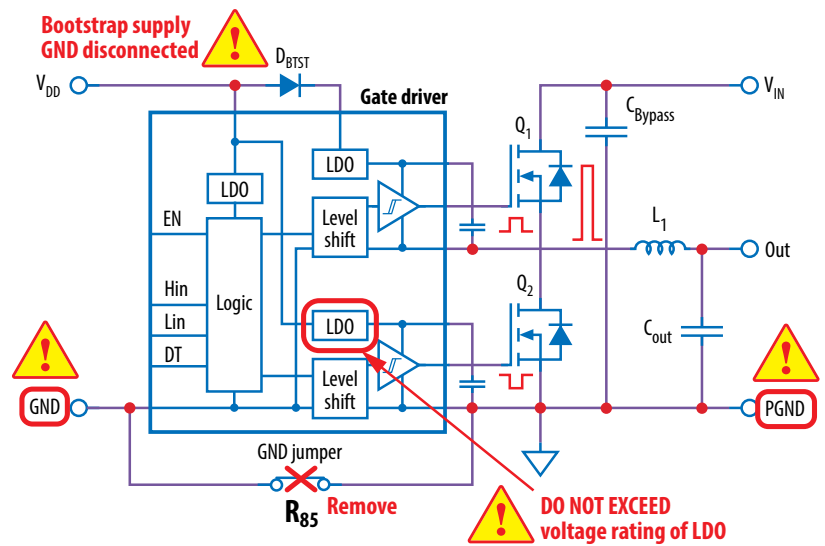 Bootstrap supply
GND disconnected
!
D_BTST
V_DD
Gate driver
V_IN
C_Bypass
Q_1
LDO
LDO
EN
Level
shift
L_1
Out
Hin
Logic
Lin
DT
LDO
Q_2
C_out
!
!
Level
shift
GND
PGND
GND jumper
R_85 Remove
!
DO NOT EXCEED
voltage rating of LDO